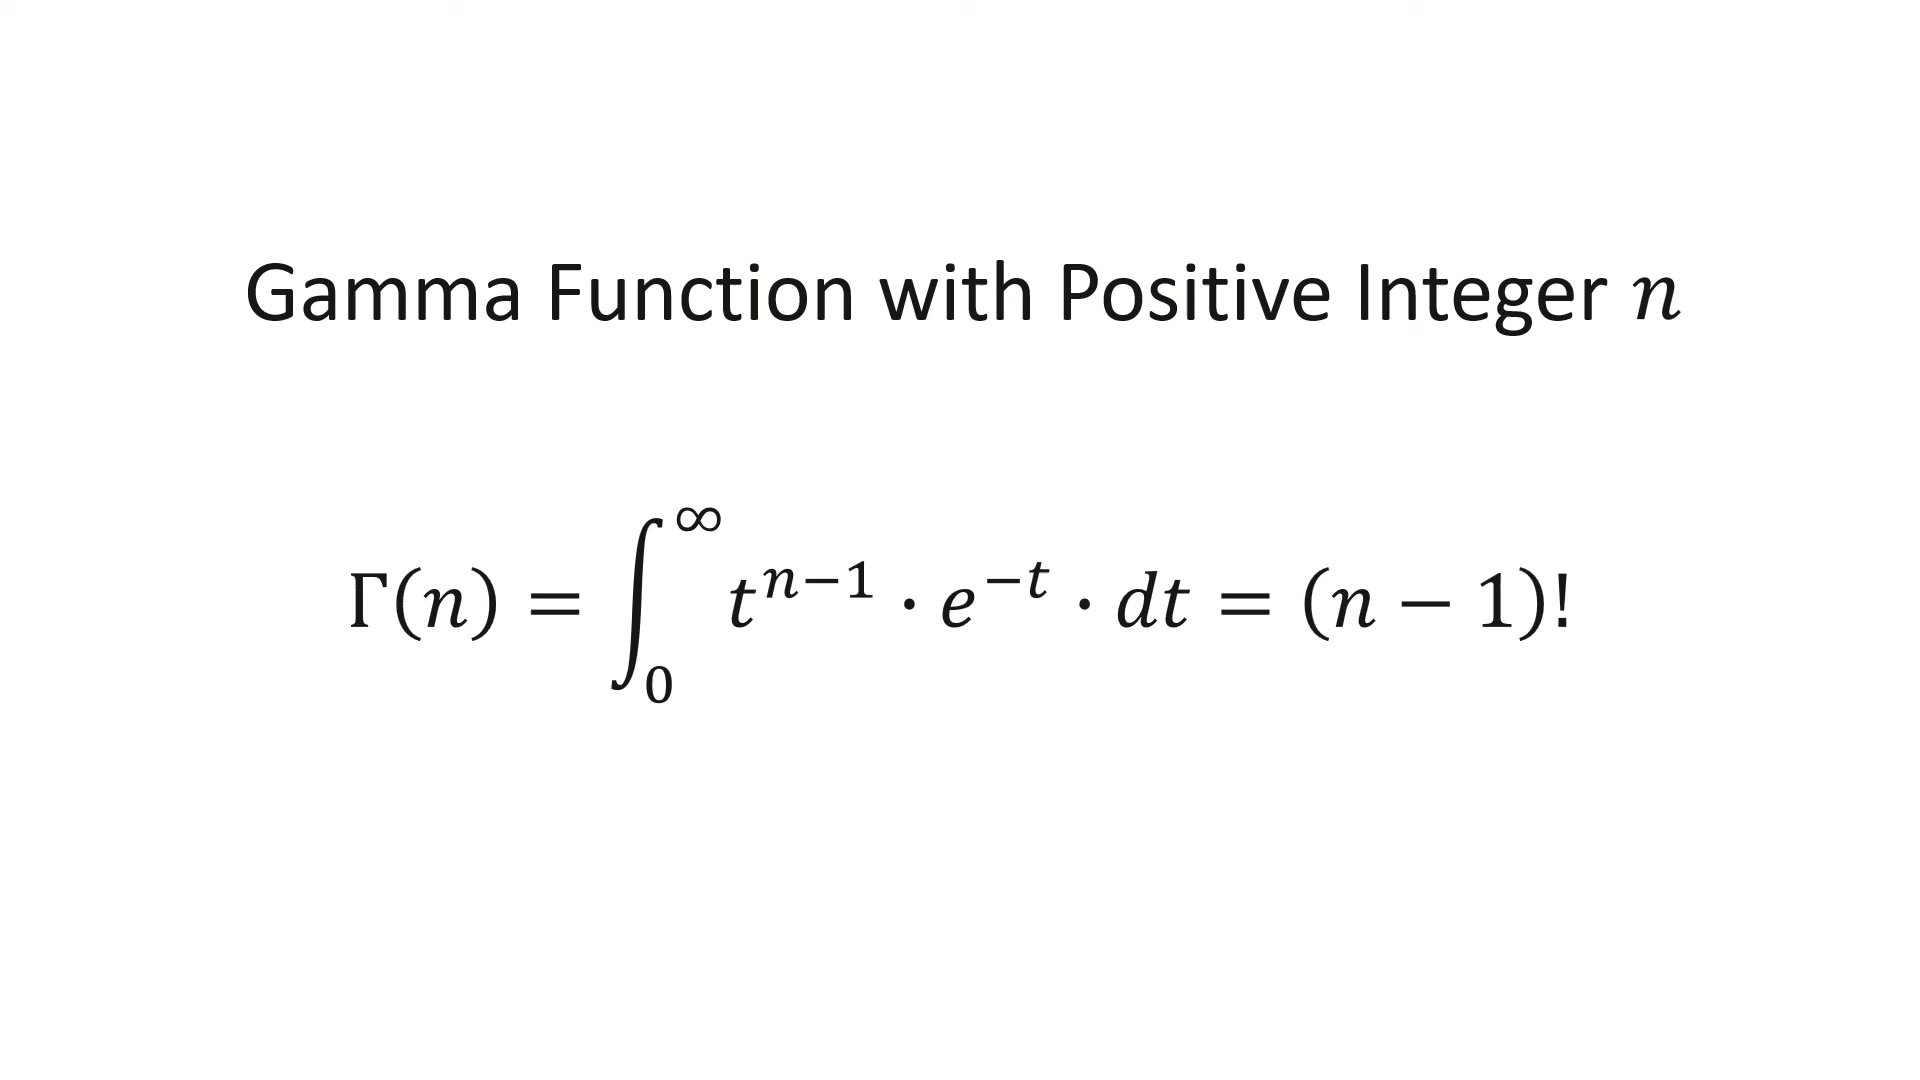 Gamma Function with Positive Integer n
Γ(n) = ∫₀^∞ t^{n−1} · e^{−t} · dt = (n − 1)!